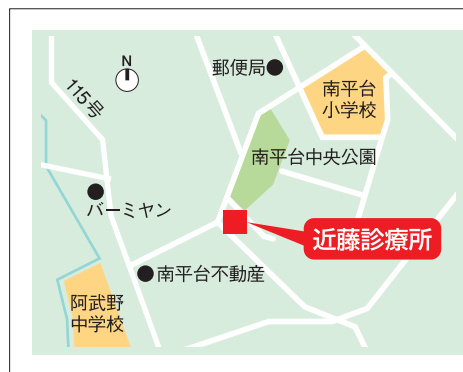 N
郵便局
115号
南平台
小学校
南平台中央公園
バーミヤン
近藤診療所
南平台不動産
阿武野
中学校